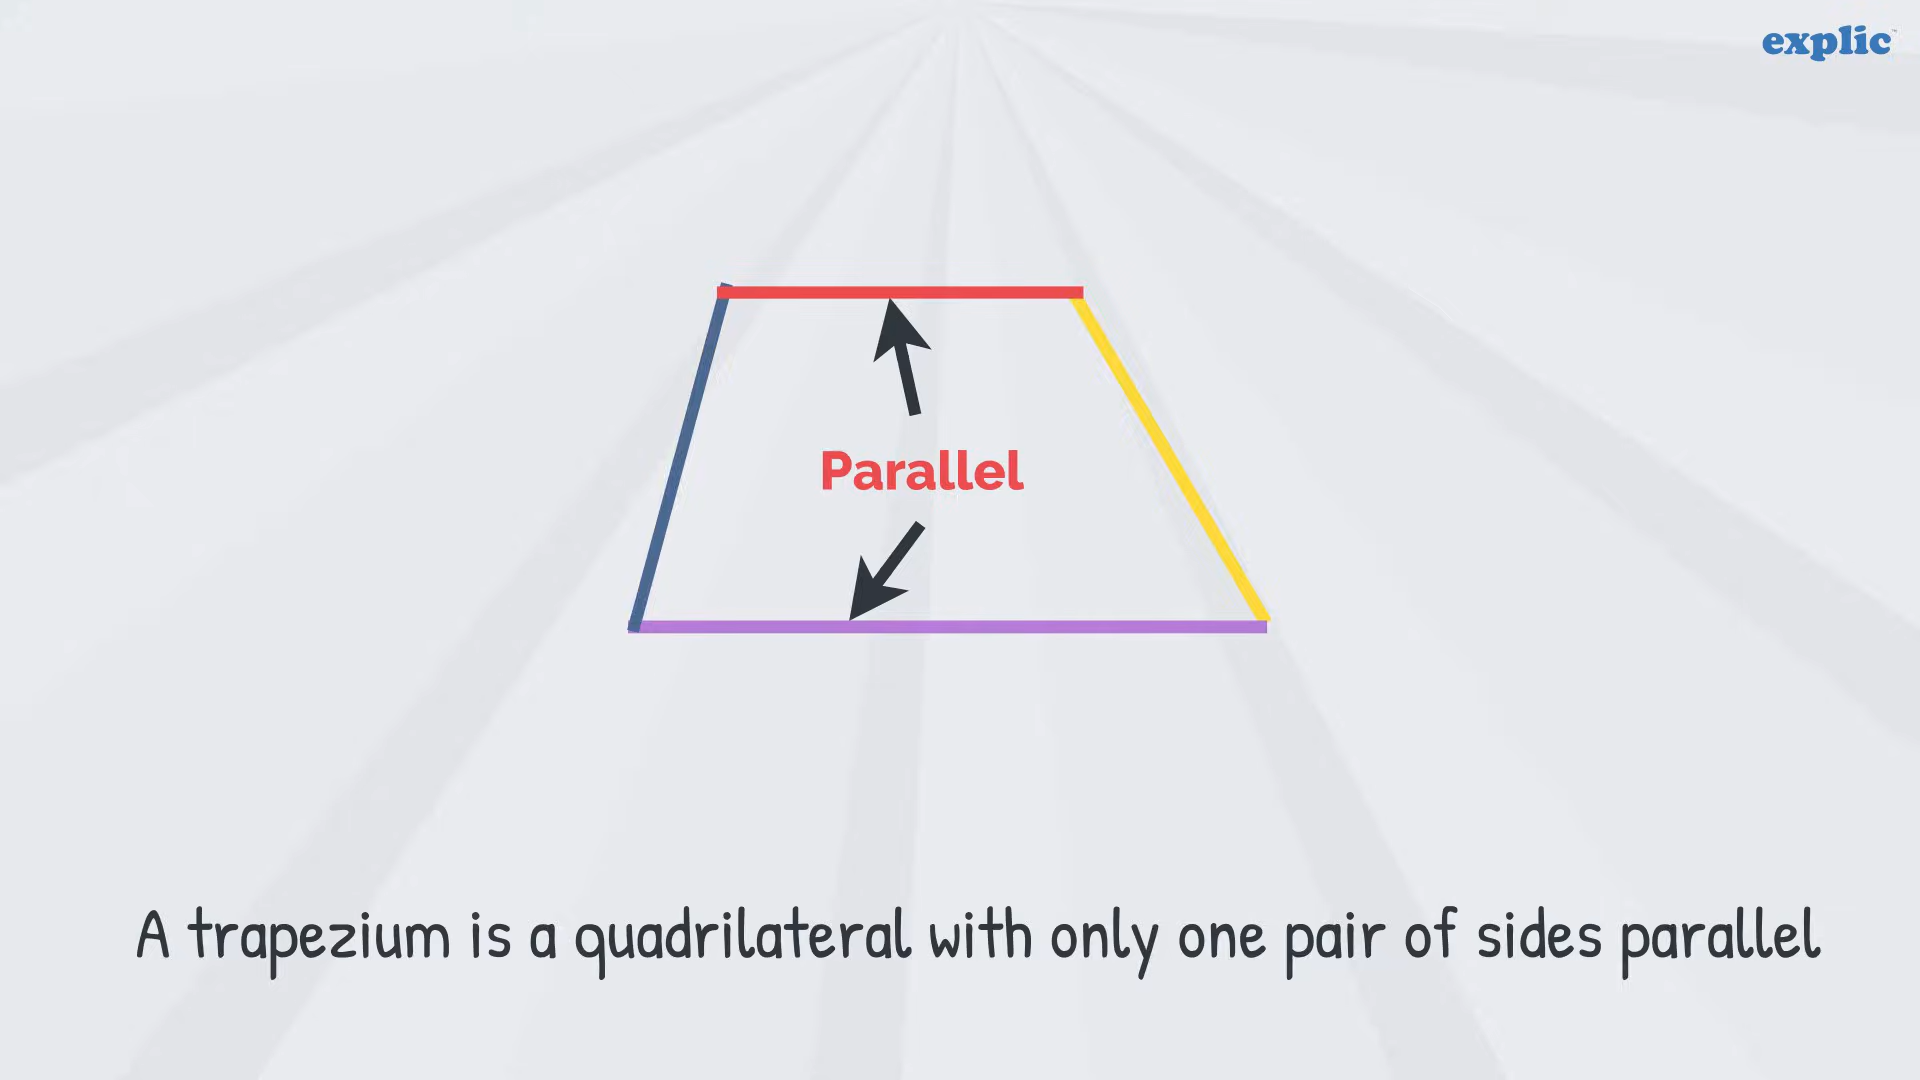 explic
Parallel
A trapezium is a quadrilateral with only one pair of sides parallel